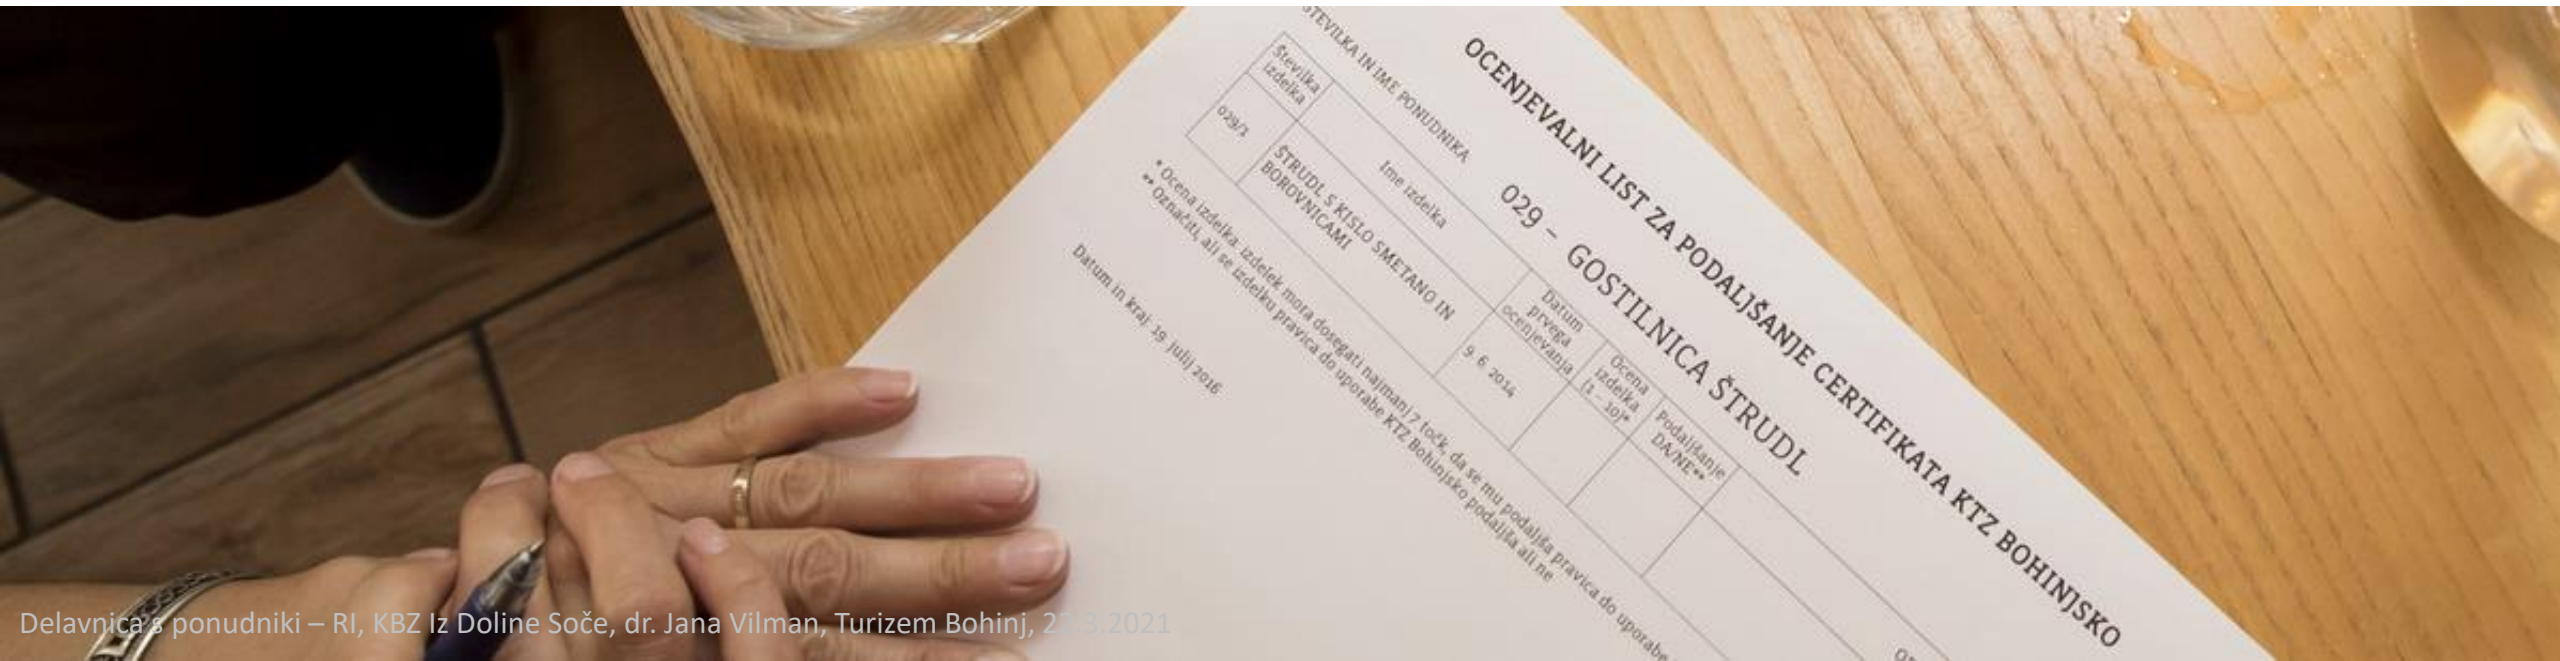 OCENJEVALNI LIST ZA PODALJŠANJE CERTIFIKATA KTZ BOHINJSKO
ŠTEVILKA IN IME PONUDNIKA
029 – GOSTILNICA ŠTRUDL
Številka
izdelka
Ime izdelka
Datum
prvega
ocenjevanja
Ocena
izdelka
(1 – 10)*
Podaljšanje
DA/NE**
029/1
ŠTRUDL S KISLO SMETANO IN
BOROVNICAMI
9. 6. 2014
* Ocena izdelka: izdelek mora dosegati najmanj 7 točk, da se mu podaljša pravica do uporabe
** Označiti, ali se izdelku pravica do uporabe KTZ Bohinjsko podaljša ali ne
Datum in kraj: 19. julij 2016
Delavnica s ponudniki – RI, KBZ Iz Doline Soče, dr. Jana Vilman, Turizem Bohinj, 22.3.2021